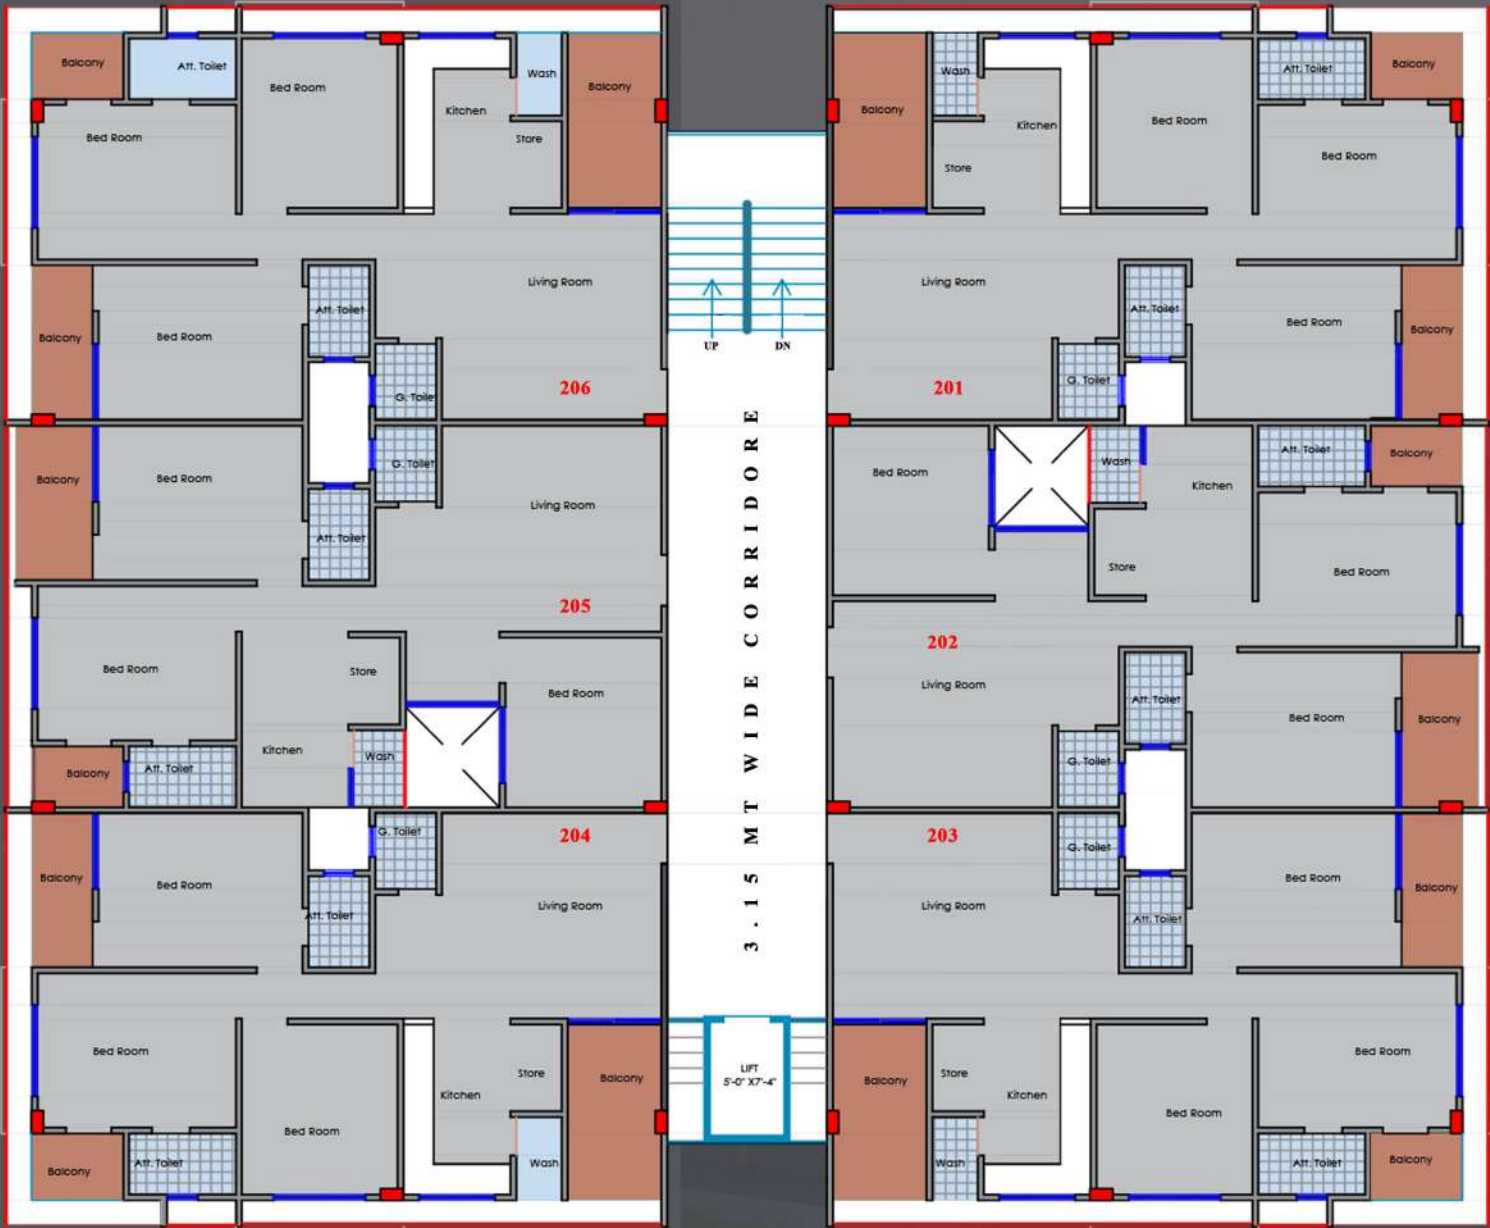 Balcony
Att. Toilet
Bed Room
Wash
Balcony
Kitchen
Store
Bed Room
Living Room
Att. Toilet
Balcony
Bed Room
G. Toilet
206
Wash
Att. Toilet
Balcony
Balcony
Kitchen
Bed Room
Bed Room
Store
Living Room
Att. Toilet
Bed Room
Balcony
G. Toilet
201
UP
DN
3.15 MT WIDE CORRIDORE
Balcony
Bed Room
G. Toilet
Living Room
Att. Toilet
205
Bed Room
Store
Bed Room
Kitchen
Wash
Balcony
Att. Toilet
Bed Room
Wash
Kitchen
Att. Toilet
Balcony
Store
Bed Room
202
Living Room
Att. Toilet
Bed Room
Balcony
G. Toilet
G. Toilet
204
Balcony
Bed Room
Att. Toilet
Living Room
Bed Room
Store
Balcony
Kitchen
Bed Room
Att. Toilet
Wash
Balcony
203
G. Toilet
Bed Room
Balcony
Living Room
Att. Toilet
Bed Room
Store
Balcony
Kitchen
Bed Room
Wash
Att. Toilet
Balcony
LIFT
5'-0" X7'-4"